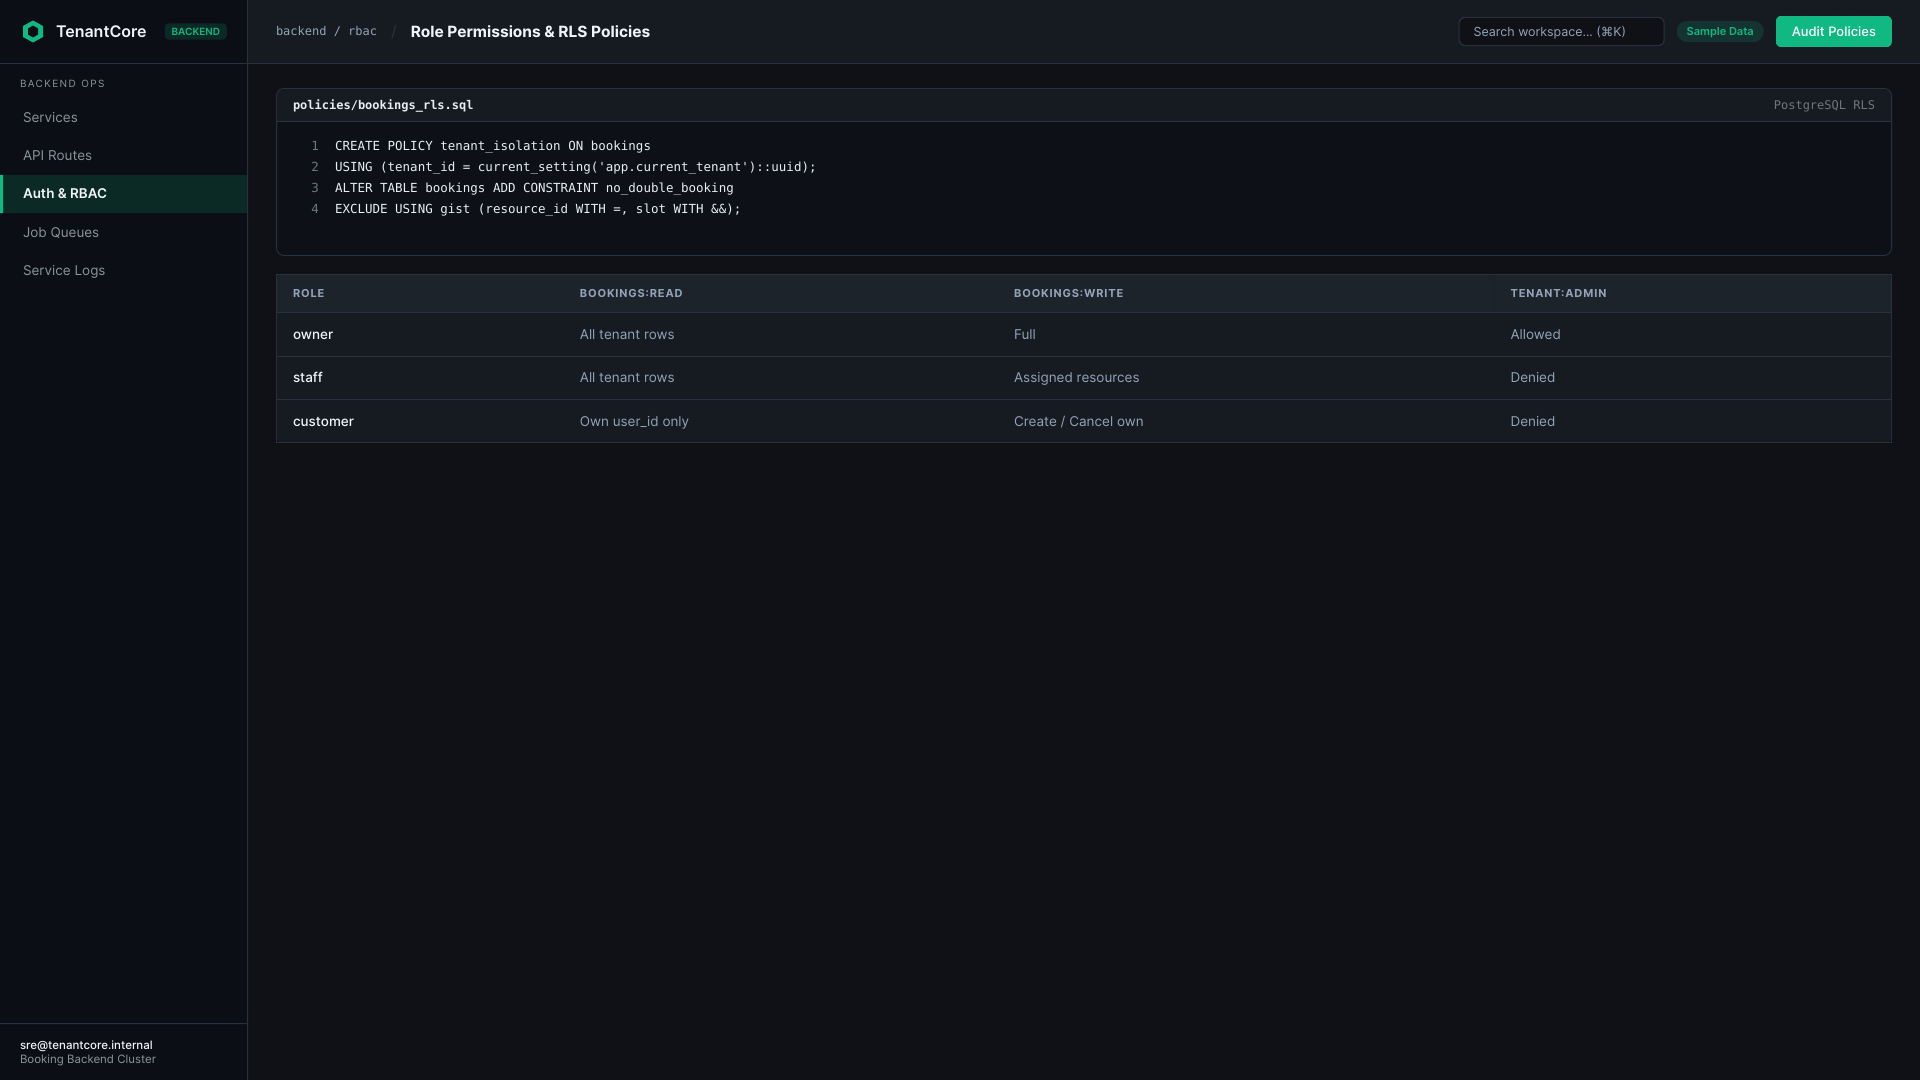 TenantCore BACKEND
backend / rbac / Role Permissions & RLS Policies
Search workspace... (⌘K)
Sample Data
Audit Policies
BACKEND OPS
Services
API Routes
Auth & RBAC
Job Queues
Service Logs
policies/bookings_rls.sql PostgreSQL RLS
1 CREATE POLICY tenant_isolation ON bookings
2 USING (tenant_id = current_setting('app.current_tenant')::uuid);
3 ALTER TABLE bookings ADD CONSTRAINT no_double_booking
4 EXCLUDE USING gist (resource_id WITH =, slot WITH &&);
ROLE BOOKINGS:READ BOOKINGS:WRITE TENANT:ADMIN
owner All tenant rows Full Allowed
staff All tenant rows Assigned resources Denied
customer Own user_id only Create / Cancel own Denied
sre@tenantcore.internal
Booking Backend Cluster